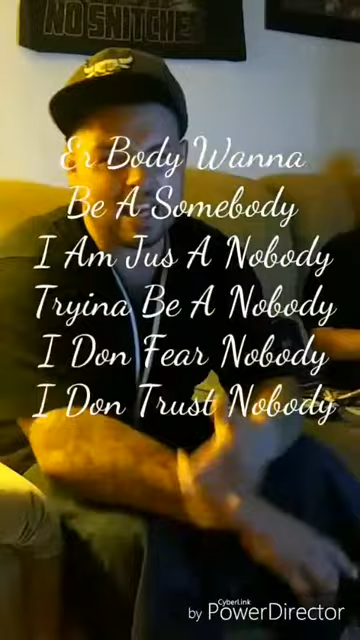 NO SNITCHES
Er Body Wanna
Be A Somebody
I Am Jus A Nobody
Tryina Be A Nobody
I Don Fear Nobody
I Don Trust Nobody
CyberLink
by PowerDirector